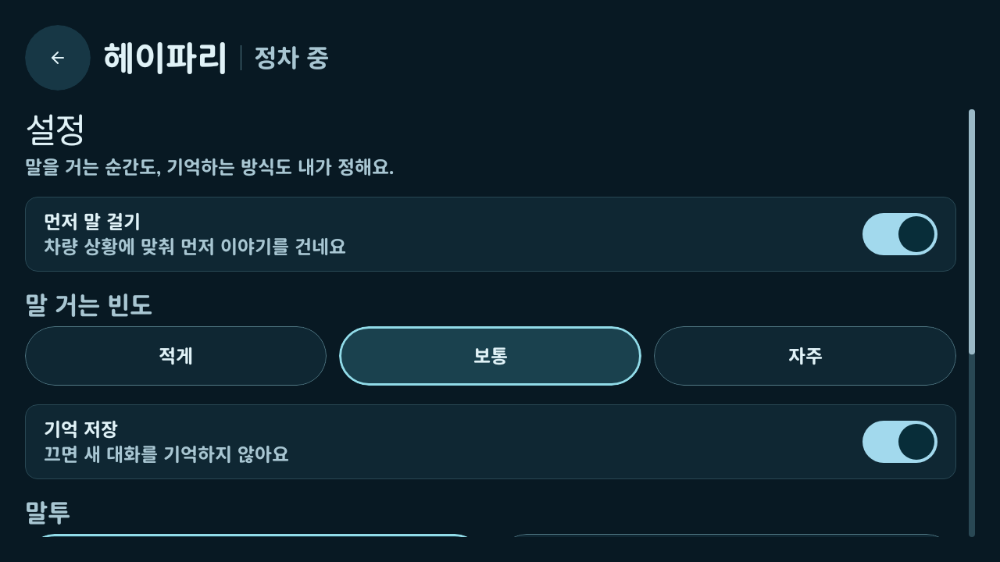 헤이파리
정차 중
설정
말을 거는 순간도, 기억하는 방식도 내가 정해요.
먼저 말 걸기
차량 상황에 맞춰 먼저 이야기를 건네요
말 거는 빈도
적게
보통
자주
기억 저장
끄면 새 대화를 기억하지 않아요
말투